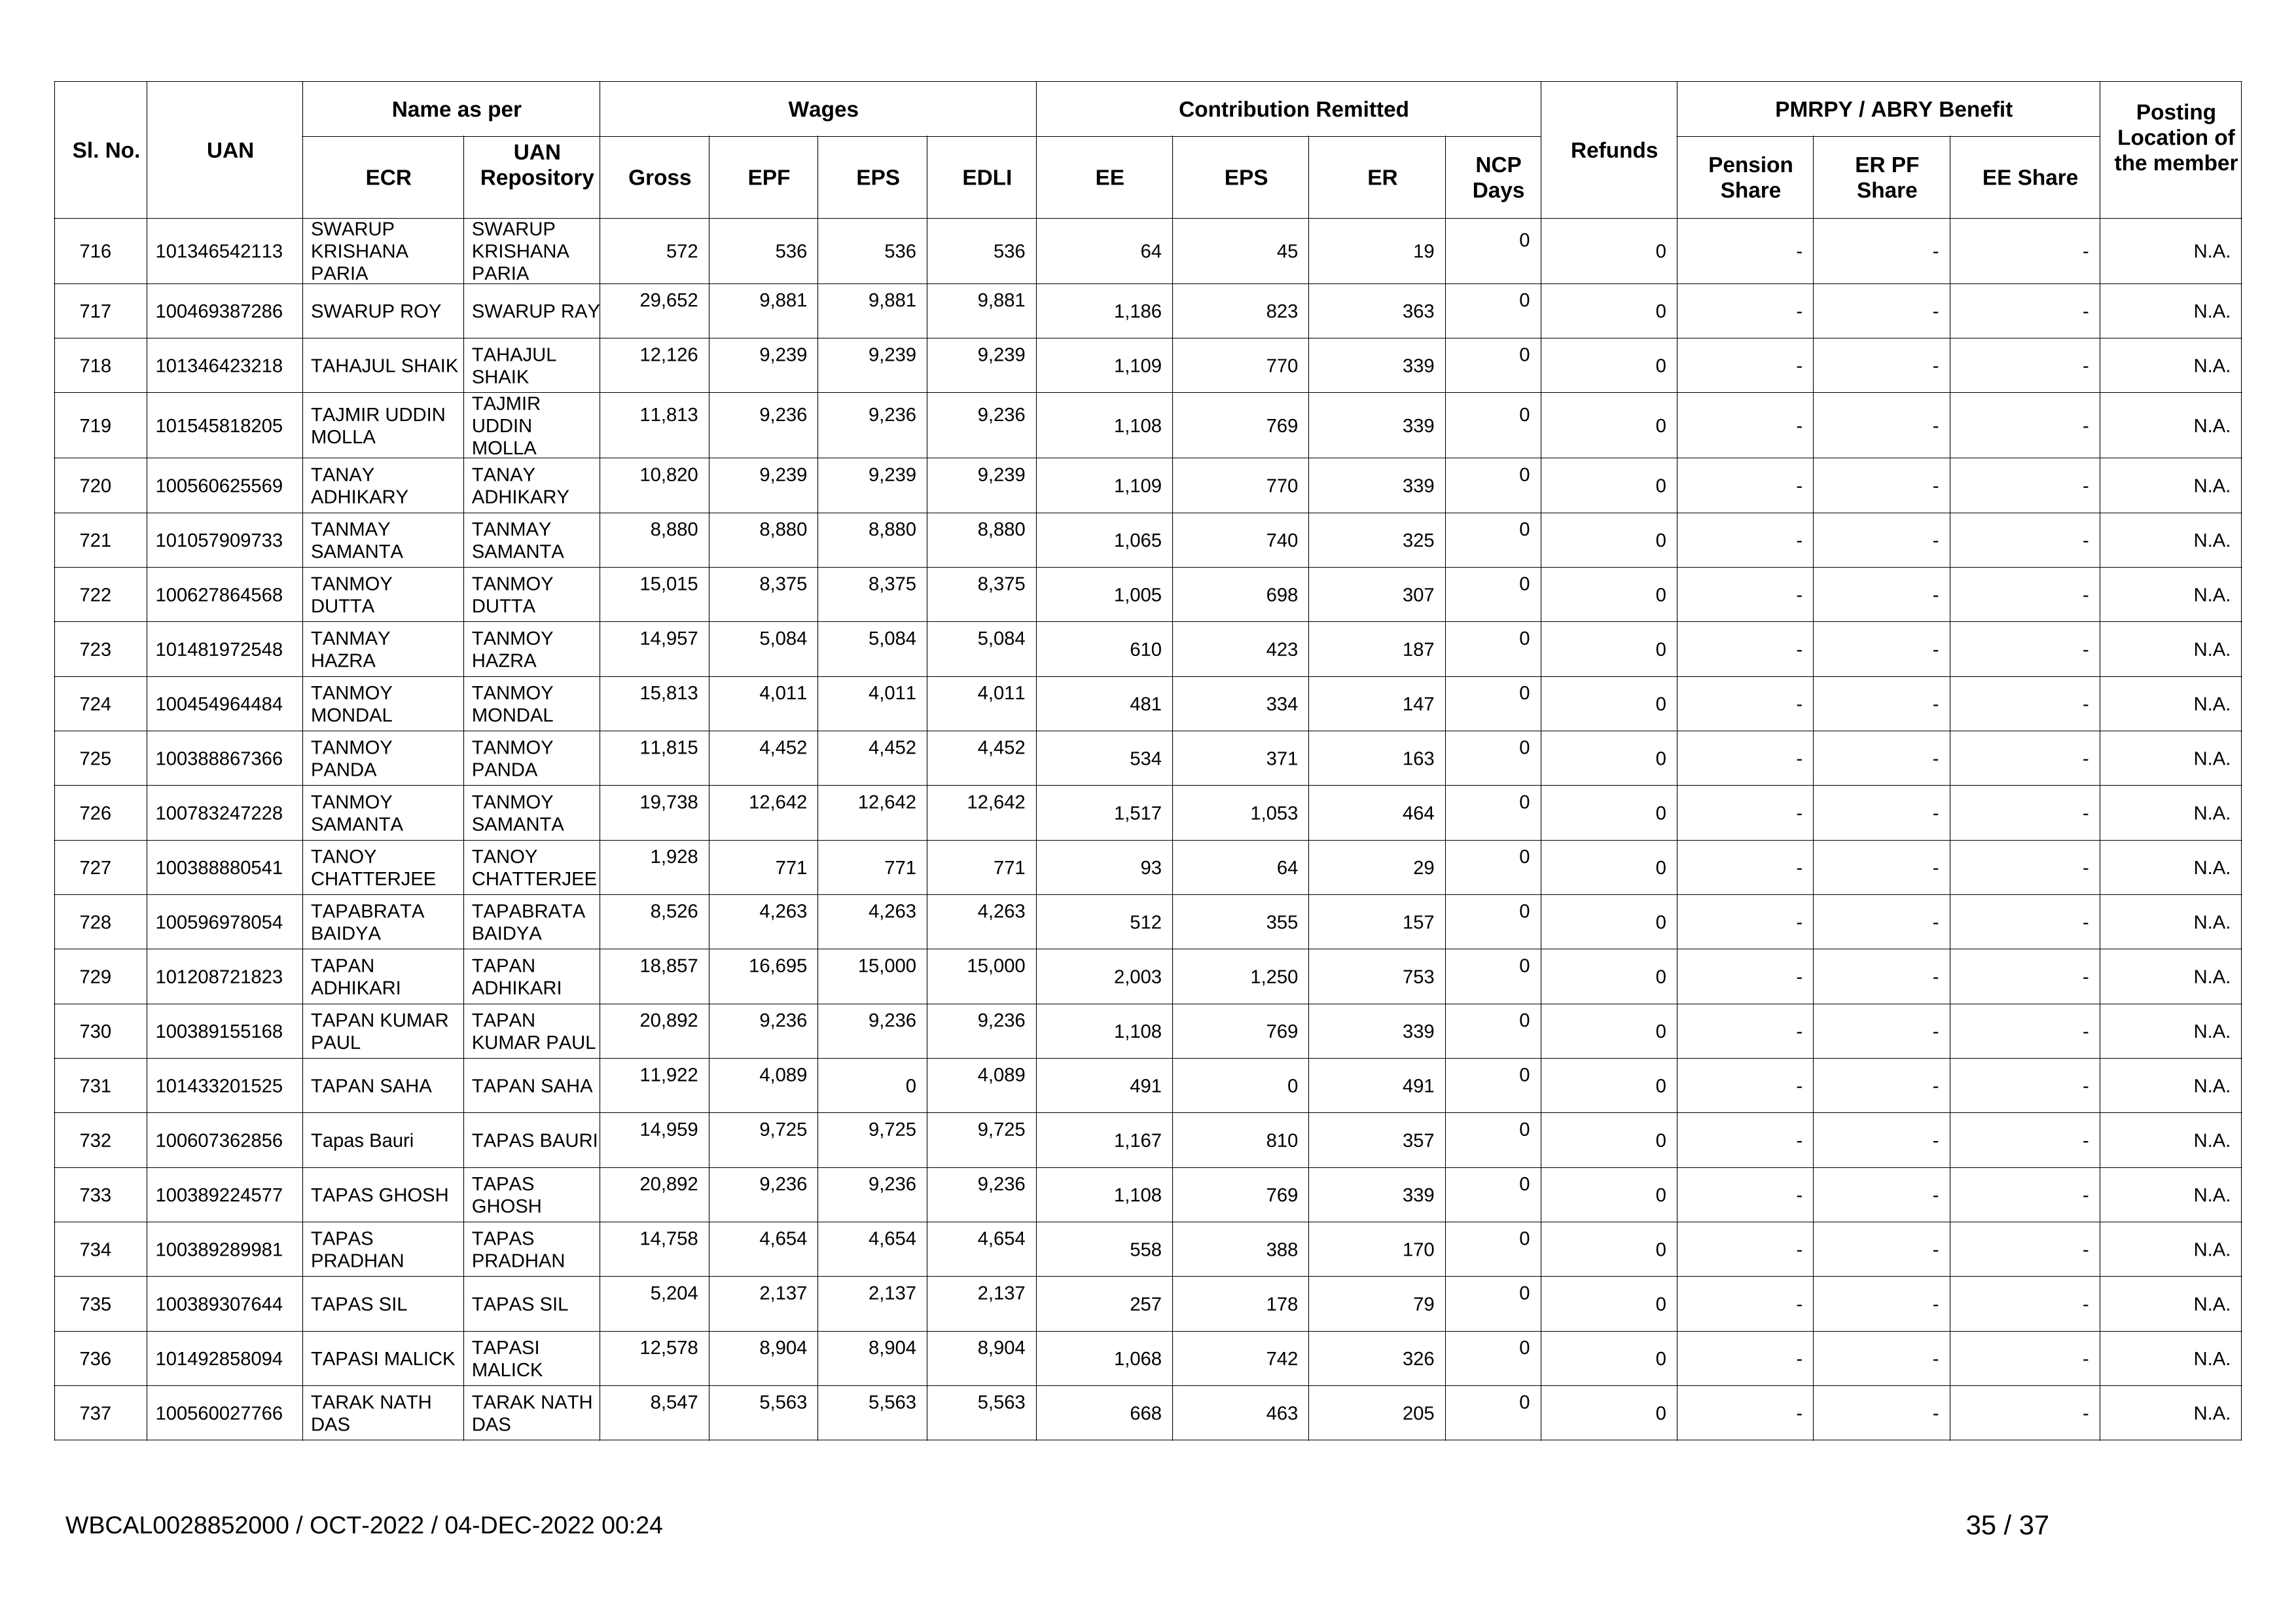 Sl. No. UAN Name as per Wages Contribution Remitted Refunds PMRPY / ABRY Benefit Posting Location of the member
ECR UAN Repository Gross EPF EPS EDLI EE EPS ER NCP Days Pension Share ER PF Share EE Share
716 101346542113 SWARUP KRISHANA PARIA SWARUP KRISHANA PARIA 572 536 536 536 64 45 19 0 0 - - - N.A.
717 100469387286 SWARUP ROY SWARUP RAY 29,652 9,881 9,881 9,881 1,186 823 363 0 0 - - - N.A.
718 101346423218 TAHAJUL SHAIK TAHAJUL SHAIK 12,126 9,239 9,239 9,239 1,109 770 339 0 0 - - - N.A.
719 101545818205 TAJMIR UDDIN MOLLA TAJMIR UDDIN MOLLA 11,813 9,236 9,236 9,236 1,108 769 339 0 0 - - - N.A.
720 100560625569 TANAY ADHIKARY TANAY ADHIKARY 10,820 9,239 9,239 9,239 1,109 770 339 0 0 - - - N.A.
721 101057909733 TANMAY SAMANTA TANMAY SAMANTA 8,880 8,880 8,880 8,880 1,065 740 325 0 0 - - - N.A.
722 100627864568 TANMOY DUTTA TANMOY DUTTA 15,015 8,375 8,375 8,375 1,005 698 307 0 0 - - - N.A.
723 101481972548 TANMAY HAZRA TANMOY HAZRA 14,957 5,084 5,084 5,084 610 423 187 0 0 - - - N.A.
724 100454964484 TANMOY MONDAL TANMOY MONDAL 15,813 4,011 4,011 4,011 481 334 147 0 0 - - - N.A.
725 100388867366 TANMOY PANDA TANMOY PANDA 11,815 4,452 4,452 4,452 534 371 163 0 0 - - - N.A.
726 100783247228 TANMOY SAMANTA TANMOY SAMANTA 19,738 12,642 12,642 12,642 1,517 1,053 464 0 0 - - - N.A.
727 100388880541 TANOY CHATTERJEE TANOY CHATTERJEE 1,928 771 771 771 93 64 29 0 0 - - - N.A.
728 100596978054 TAPABRATA BAIDYA TAPABRATA BAIDYA 8,526 4,263 4,263 4,263 512 355 157 0 0 - - - N.A.
729 101208721823 TAPAN ADHIKARI TAPAN ADHIKARI 18,857 16,695 15,000 15,000 2,003 1,250 753 0 0 - - - N.A.
730 100389155168 TAPAN KUMAR PAUL TAPAN KUMAR PAUL 20,892 9,236 9,236 9,236 1,108 769 339 0 0 - - - N.A.
731 101433201525 TAPAN SAHA TAPAN SAHA 11,922 4,089 0 4,089 491 0 491 0 0 - - - N.A.
732 100607362856 Tapas Bauri TAPAS BAURI 14,959 9,725 9,725 9,725 1,167 810 357 0 0 - - - N.A.
733 100389224577 TAPAS GHOSH TAPAS GHOSH 20,892 9,236 9,236 9,236 1,108 769 339 0 0 - - - N.A.
734 100389289981 TAPAS PRADHAN TAPAS PRADHAN 14,758 4,654 4,654 4,654 558 388 170 0 0 - - - N.A.
735 100389307644 TAPAS SIL TAPAS SIL 5,204 2,137 2,137 2,137 257 178 79 0 0 - - - N.A.
736 101492858094 TAPASI MALICK TAPASI MALICK 12,578 8,904 8,904 8,904 1,068 742 326 0 0 - - - N.A.
737 100560027766 TARAK NATH DAS TARAK NATH DAS 8,547 5,563 5,563 5,563 668 463 205 0 0 - - - N.A.
WBCAL0028852000 / OCT-2022 / 04-DEC-2022 00:24 35 / 37